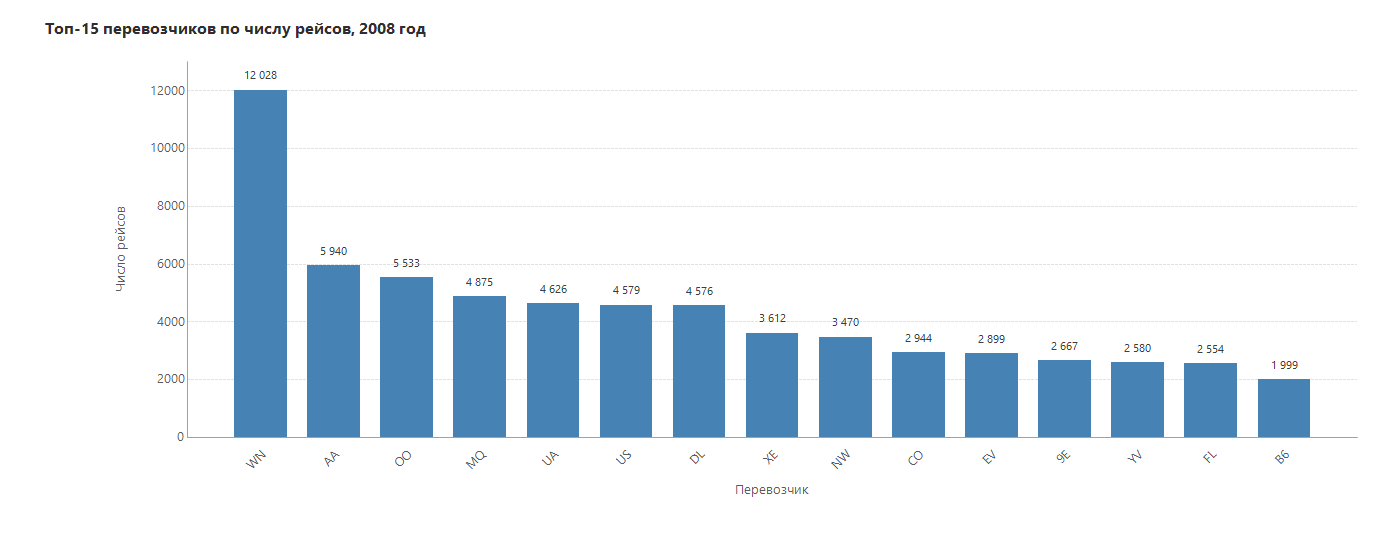 Топ-15 перевозчиков по числу рейсов, 2008 год
Число рейсов
12000
10000
8000
6000
4000
2000
0
12 028
5 940
5 533
4 875
4 626
4 579
4 576
3 612
3 470
2 944
2 899
2 667
2 580
2 554
1 999
WN
AA
OO
MQ
UA
US
DL
XE
NW
CO
EV
9E
YV
FL
B6
Перевозчик